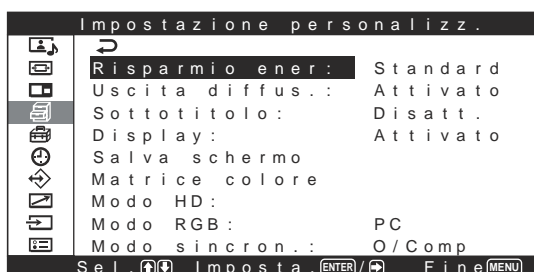 Impostazione personalizz.
Risparmio ener: Standard
Uscita diffus.: Attivato
Sottotitolo: Disatt.
Display: Attivato
Salva schermo
Matrice colore
Modo HD:
Modo RGB: PC
Modo sincron.: O/Comp
Sel. Imposta. ENTER / Fine MENU